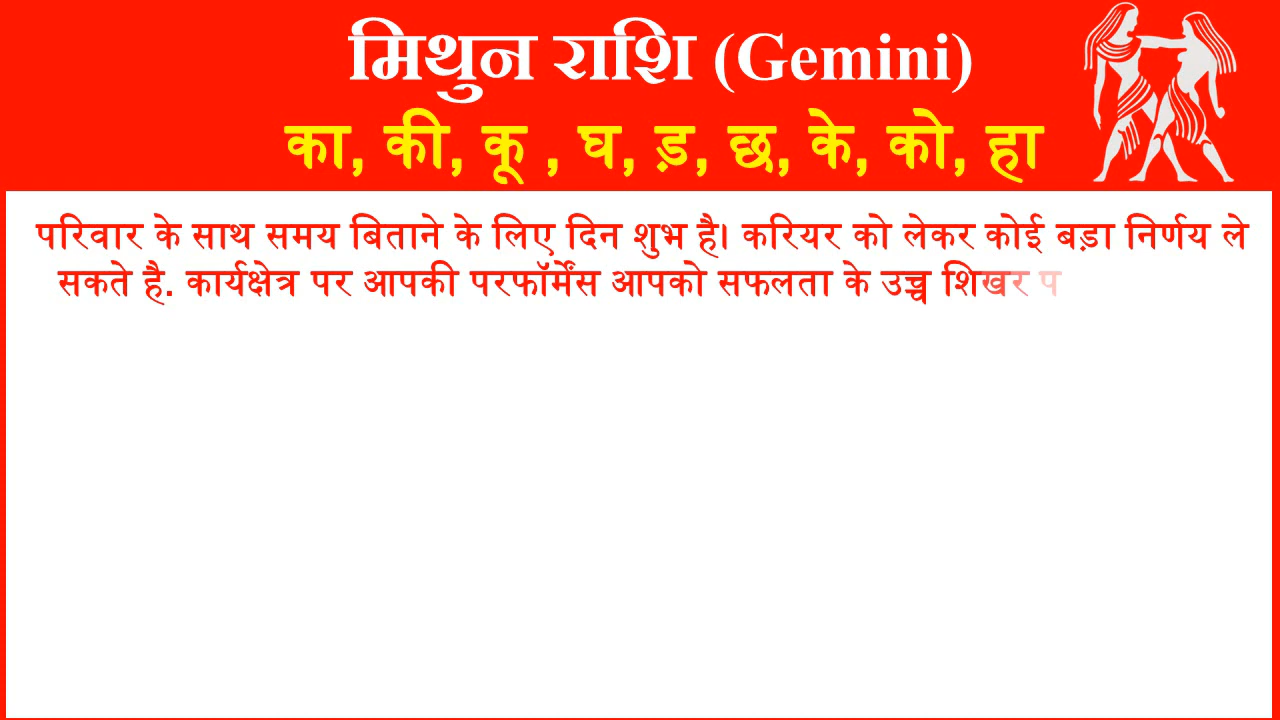 मिथुन राशि (Gemini)
का, की, कू , घ, ड़, छ, के, को, हा
परिवार के साथ समय बिताने के लिए दिन शुभ है। करियर को लेकर कोई बड़ा निर्णय ले
सकते है. कार्यक्षेत्र पर आपकी परफॉर्मेंस आपको सफलता के उच्च शिखर प